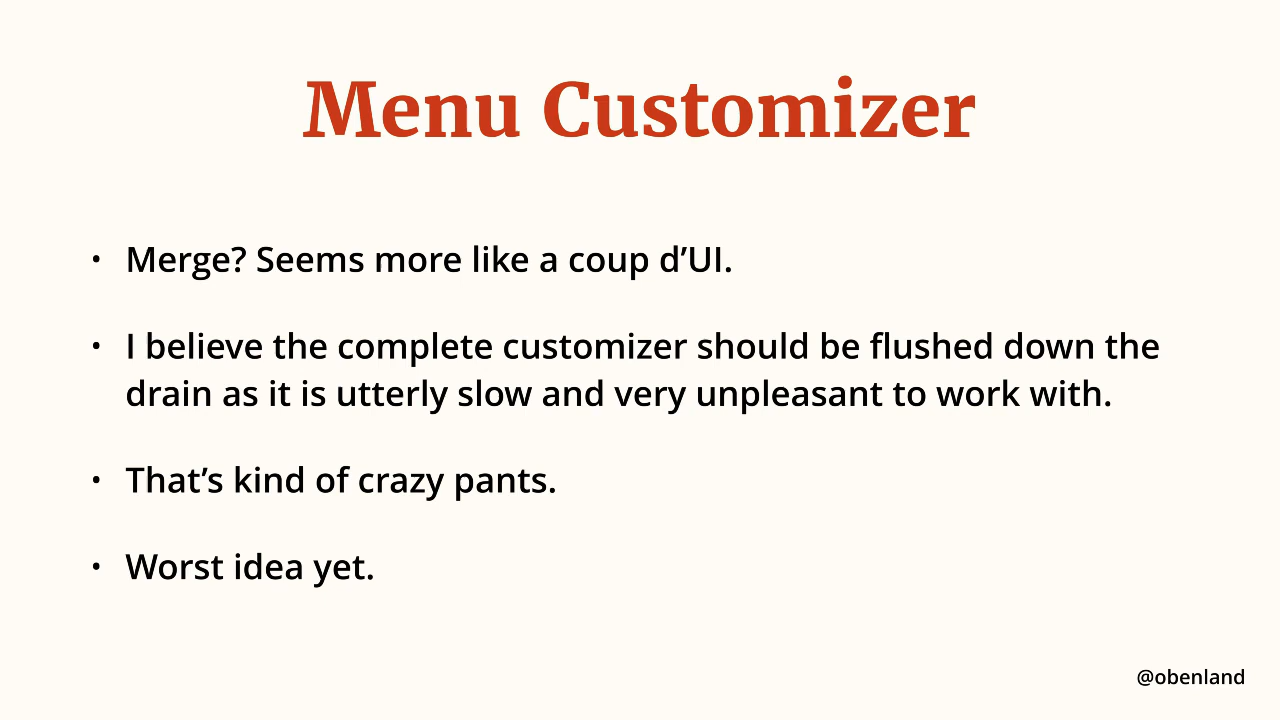 Menu Customizer
• Merge? Seems more like a coup d’UI.
• I believe the complete customizer should be flushed down the
drain as it is utterly slow and very unpleasant to work with.
• That’s kind of crazy pants.
• Worst idea yet.
@obenland